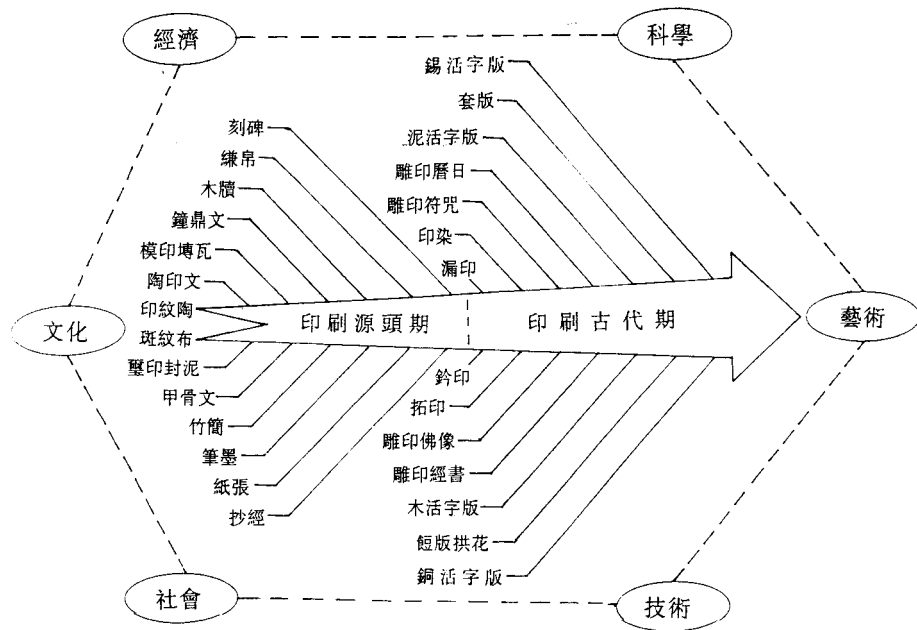 經濟
科學
錫活字版
套版
刻碑
泥活字版
縑帛
雕印曆日
木牘
雕印符咒
鐘鼎文
印染
模印塼瓦
漏印
陶印文
印紋陶
文化
印刷源頭期
印刷古代期
藝術
斑紋布
璽印封泥
鈐印
甲骨文
拓印
竹簡
雕印佛像
筆墨
雕印經書
紙張
木活字版
抄經
餖版拱花
銅活字版
社會
技術